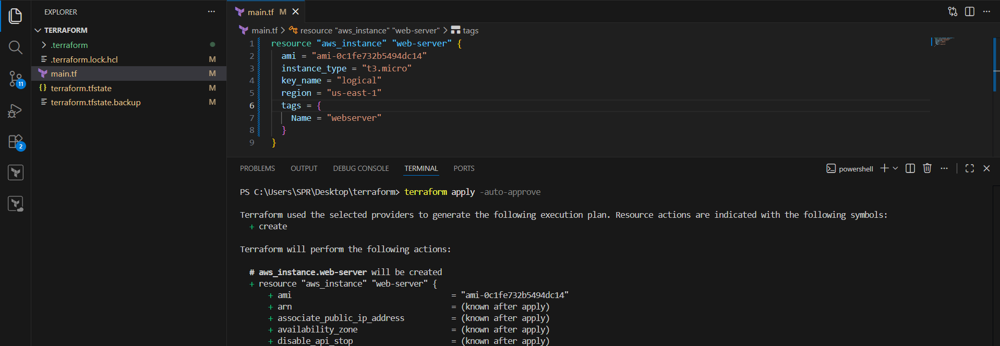 EXPLORER
TERRAFORM
.terraform
.terraform.lock.hcl M
main.tf M
terraform.tfstate M
terraform.tfstate.backup M
11
2
main.tf M
main.tf > resource "aws_instance" "web-server" > tags
1 resource "aws_instance" "web-server" {
2 ami = "ami-0c1fe732b5494dc14"
3 instance_type = "t3.micro"
4 key_name = "logical"
5 region = "us-east-1"
6 tags = {
7 Name = "webserver"
8 }
9 }
PROBLEMS OUTPUT DEBUG CONSOLE TERMINAL PORTS
powershell
PS C:\Users\SPR\Desktop\terraform> terraform apply -auto-approve
Terraform used the selected providers to generate the following execution plan. Resource actions are indicated with the following symbols:
+ create
Terraform will perform the following actions:
# aws_instance.web-server will be created
+ resource "aws_instance" "web-server" {
+ ami = "ami-0c1fe732b5494dc14"
+ arn = (known after apply)
+ associate_public_ip_address = (known after apply)
+ availability_zone = (known after apply)
+ disable_api_stop = (known after apply)